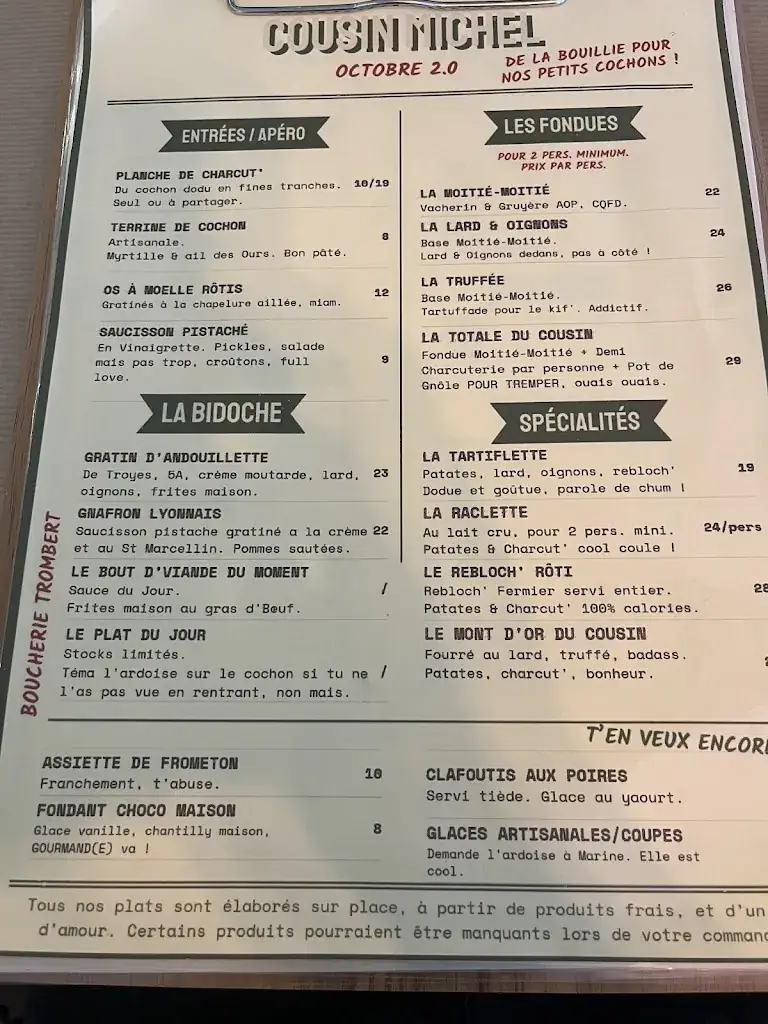 COUSIN MICHEL
OCTOBRE 2.0
DE LA BOUILLIE POUR
NOS PETITS COCHONS !
ENTRÉES / APÉRO
PLANCHE DE CHARCUT'
Du cochon dodu en fines tranches. 10/19
Seul ou à partager.
TERRINE DE COCHON
Artisanale. 8
Myrtille & ail des Ours. Bon pâté.
OS À MOELLE RÔTIS 12
Gratinés à la chapelure aillée, miam.
SAUCISSON PISTACHÉ
En Vinaigrette. Pickles, salade
mais pas trop, croûtons, full 9
love.
LA BIDOCHE
GRATIN D'ANDOUILLETTE
De Troyes, 5A, crème moutarde, lard, 23
oignons, frites maison.
GNAFRON LYONNAIS
Saucisson pistache gratiné a la crème 22
et au St Marcellin. Pommes sautées.
LE BOUT D'VIANDE DU MOMENT
Sauce du Jour. /
Frites maison au gras d'Bœuf.
LE PLAT DU JOUR
Stocks limités.
Téma l'ardoise sur le cochon si tu ne /
l'as pas vue en rentrant, non mais.
BOUCHERIE TROMBERT
LES FONDUES
POUR 2 PERS. MINIMUM.
PRIX PAR PERS.
LA MOITIÉ-MOITIÉ 22
Vacherin & Gruyère AOP, CQFD.
LA LARD & OIGNONS
Base Moitié-Moitié. 24
Lard & Oignons dedans, pas à côté !
LA TRUFFÉE
Base Moitié-Moitié. 26
Tartuffade pour le kif'. Addictif.
LA TOTALE DU COUSIN
Fondue Moitié-Moitié + Demi
Charcuterie par personne + Pot de 29
Gnôle POUR TREMPER, ouais ouais.
SPÉCIALITÉS
LA TARTIFLETTE
Patates, lard, oignons, rebloch' 19
Dodue et goûtue, parole de chum !
LA RACLETTE
Au lait cru, pour 2 pers. mini. 24/pers
Patates & Charcut' cool coule !
LE REBLOCH' RÔTI
Rebloch' Fermier servi entier. 28
Patates & Charcut' 100% calories.
LE MONT D'OR DU COUSIN
Fourré au lard, truffé, badass.
Patates, charcut', bonheur.
T'EN VEUX ENCOR
ASSIETTE DE FROMETON
Franchement, t'abuse. 10
FONDANT CHOCO MAISON
Glace vanille, chantilly maison, 8
GOURMAND(E) va !
CLAFOUTIS AUX POIRES
Servi tiède. Glace au yaourt.
GLACES ARTISANALES/COUPES
Demande l'ardoise à Marine. Elle est
cool.
Tous nos plats sont élaborés sur place, à partir de produits frais, et d'un
d'amour. Certains produits pourraient être manquants lors de votre comman